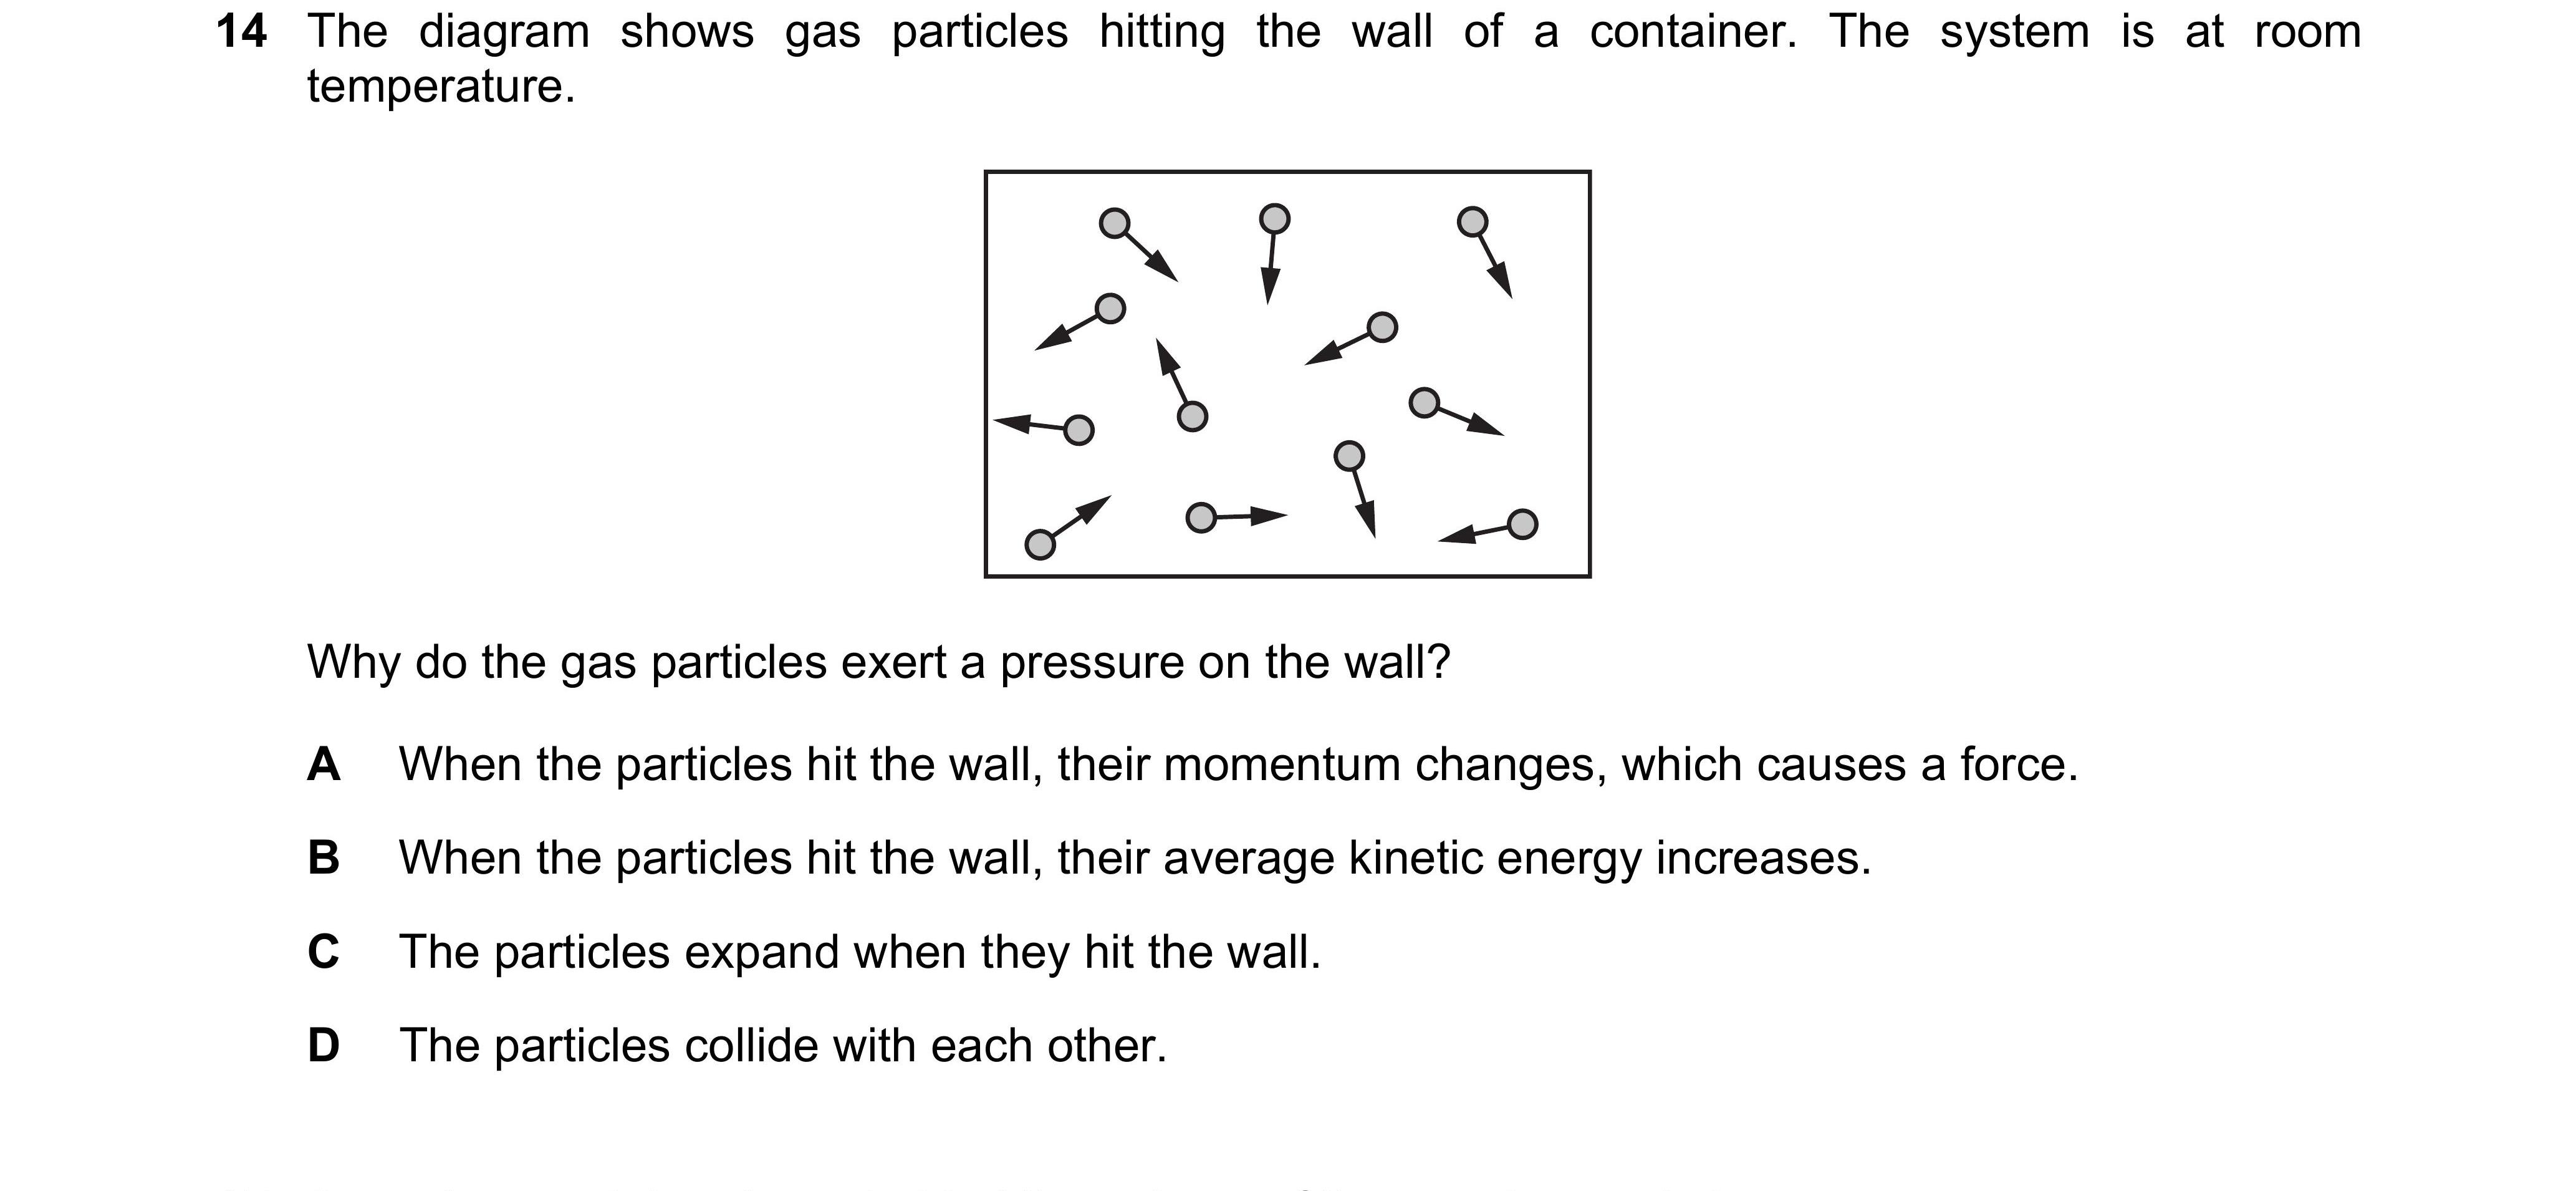 14 The diagram shows gas particles hitting the wall of a container. The system is at room
temperature.
Why do the gas particles exert a pressure on the wall?
A When the particles hit the wall, their momentum changes, which causes a force.
B When the particles hit the wall, their average kinetic energy increases.
C The particles expand when they hit the wall.
D The particles collide with each other.